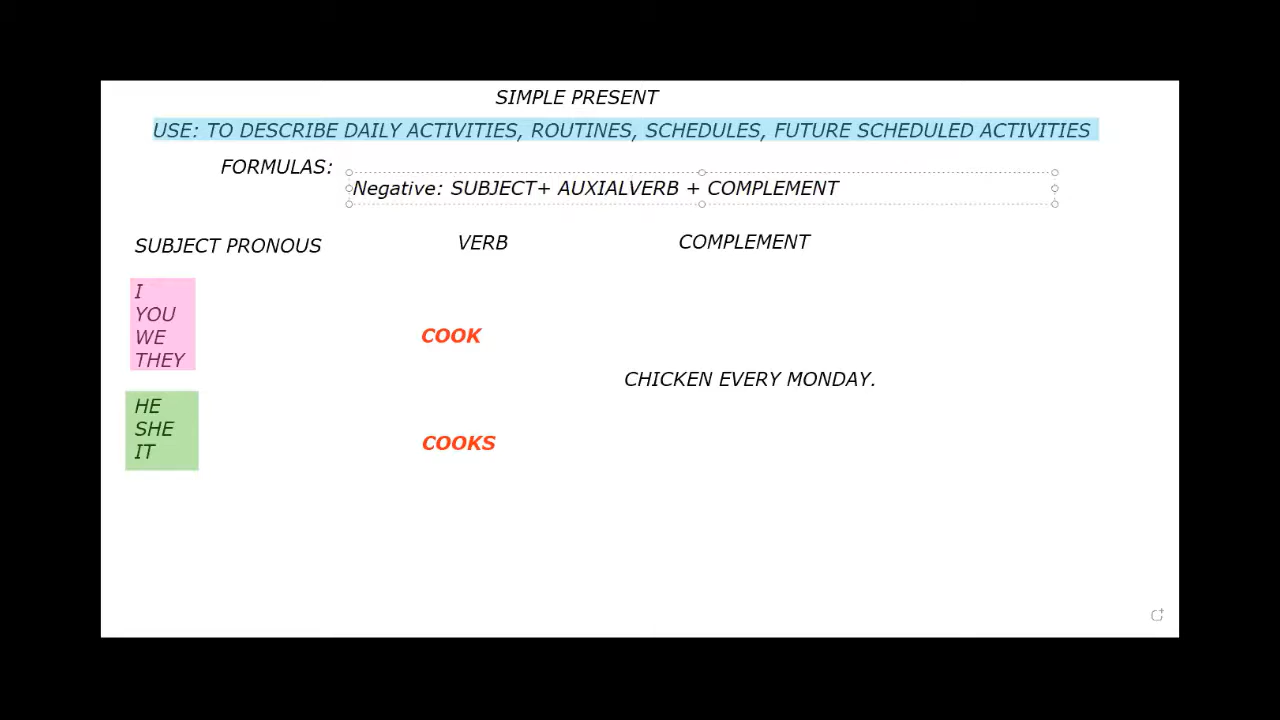 SIMPLE PRESENT
USE: TO DESCRIBE DAILY ACTIVITIES, ROUTINES, SCHEDULES, FUTURE SCHEDULED ACTIVITIES
FORMULAS:
Negative: SUBJECT+ AUXIALVERB + COMPLEMENT
SUBJECT PRONOUS
VERB
COMPLEMENT
I
YOU
WE
THEY
COOK
CHICKEN EVERY MONDAY.
HE
SHE
IT
COOKS